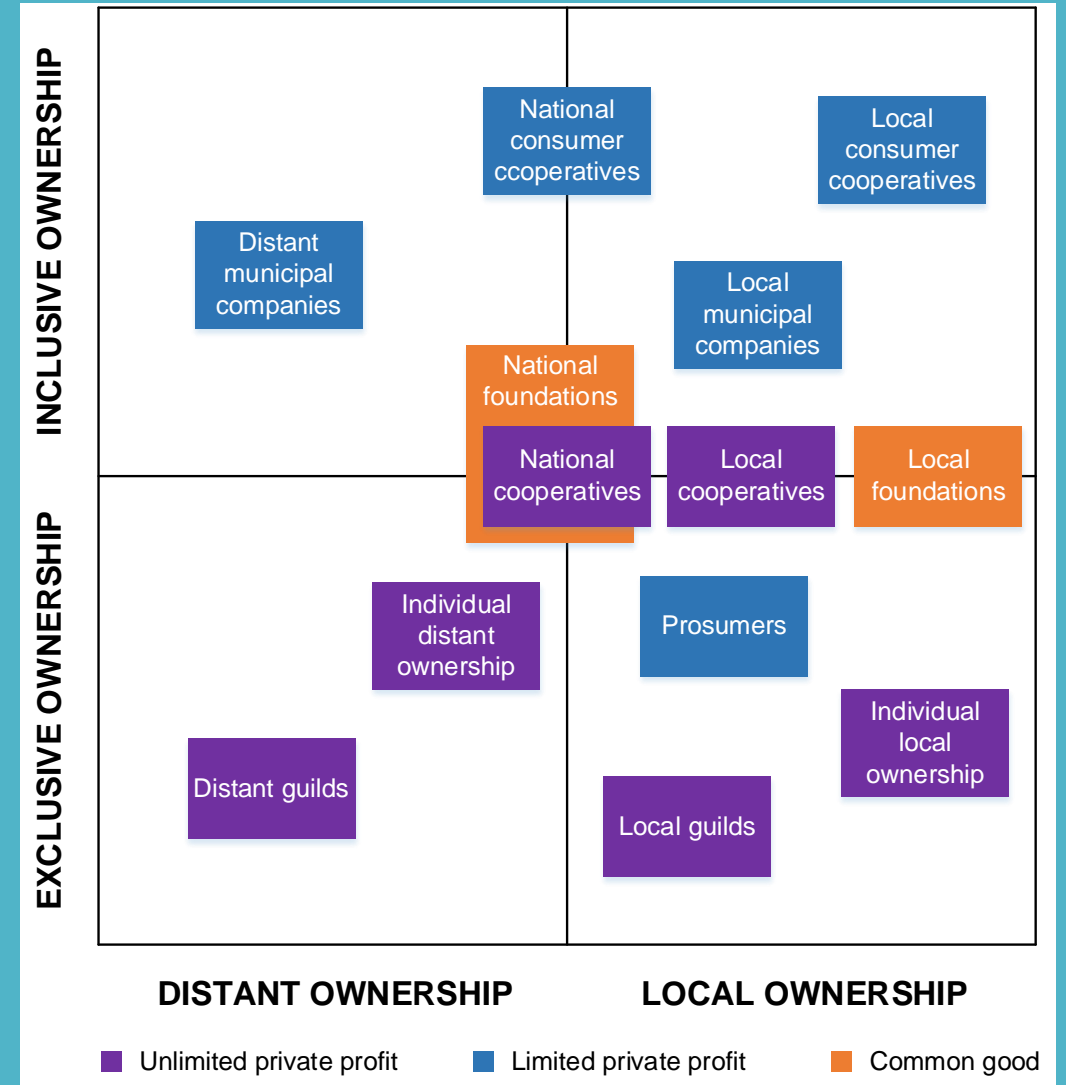 INCLUSIVE OWNERSHIP
EXCLUSIVE OWNERSHIP
National
consumer
ccoperatives
Local
consumer
cooperatives
Distant
municipal
companies
Local
municipal
companies
National
foundations
National
cooperatives
Local
cooperatives
Local
foundations
Individual
distant
ownership
Prosumers
Individual
local
ownership
Distant guilds
Local guilds
DISTANT OWNERSHIP
LOCAL OWNERSHIP
Unlimited private profit
Limited private profit
Common good